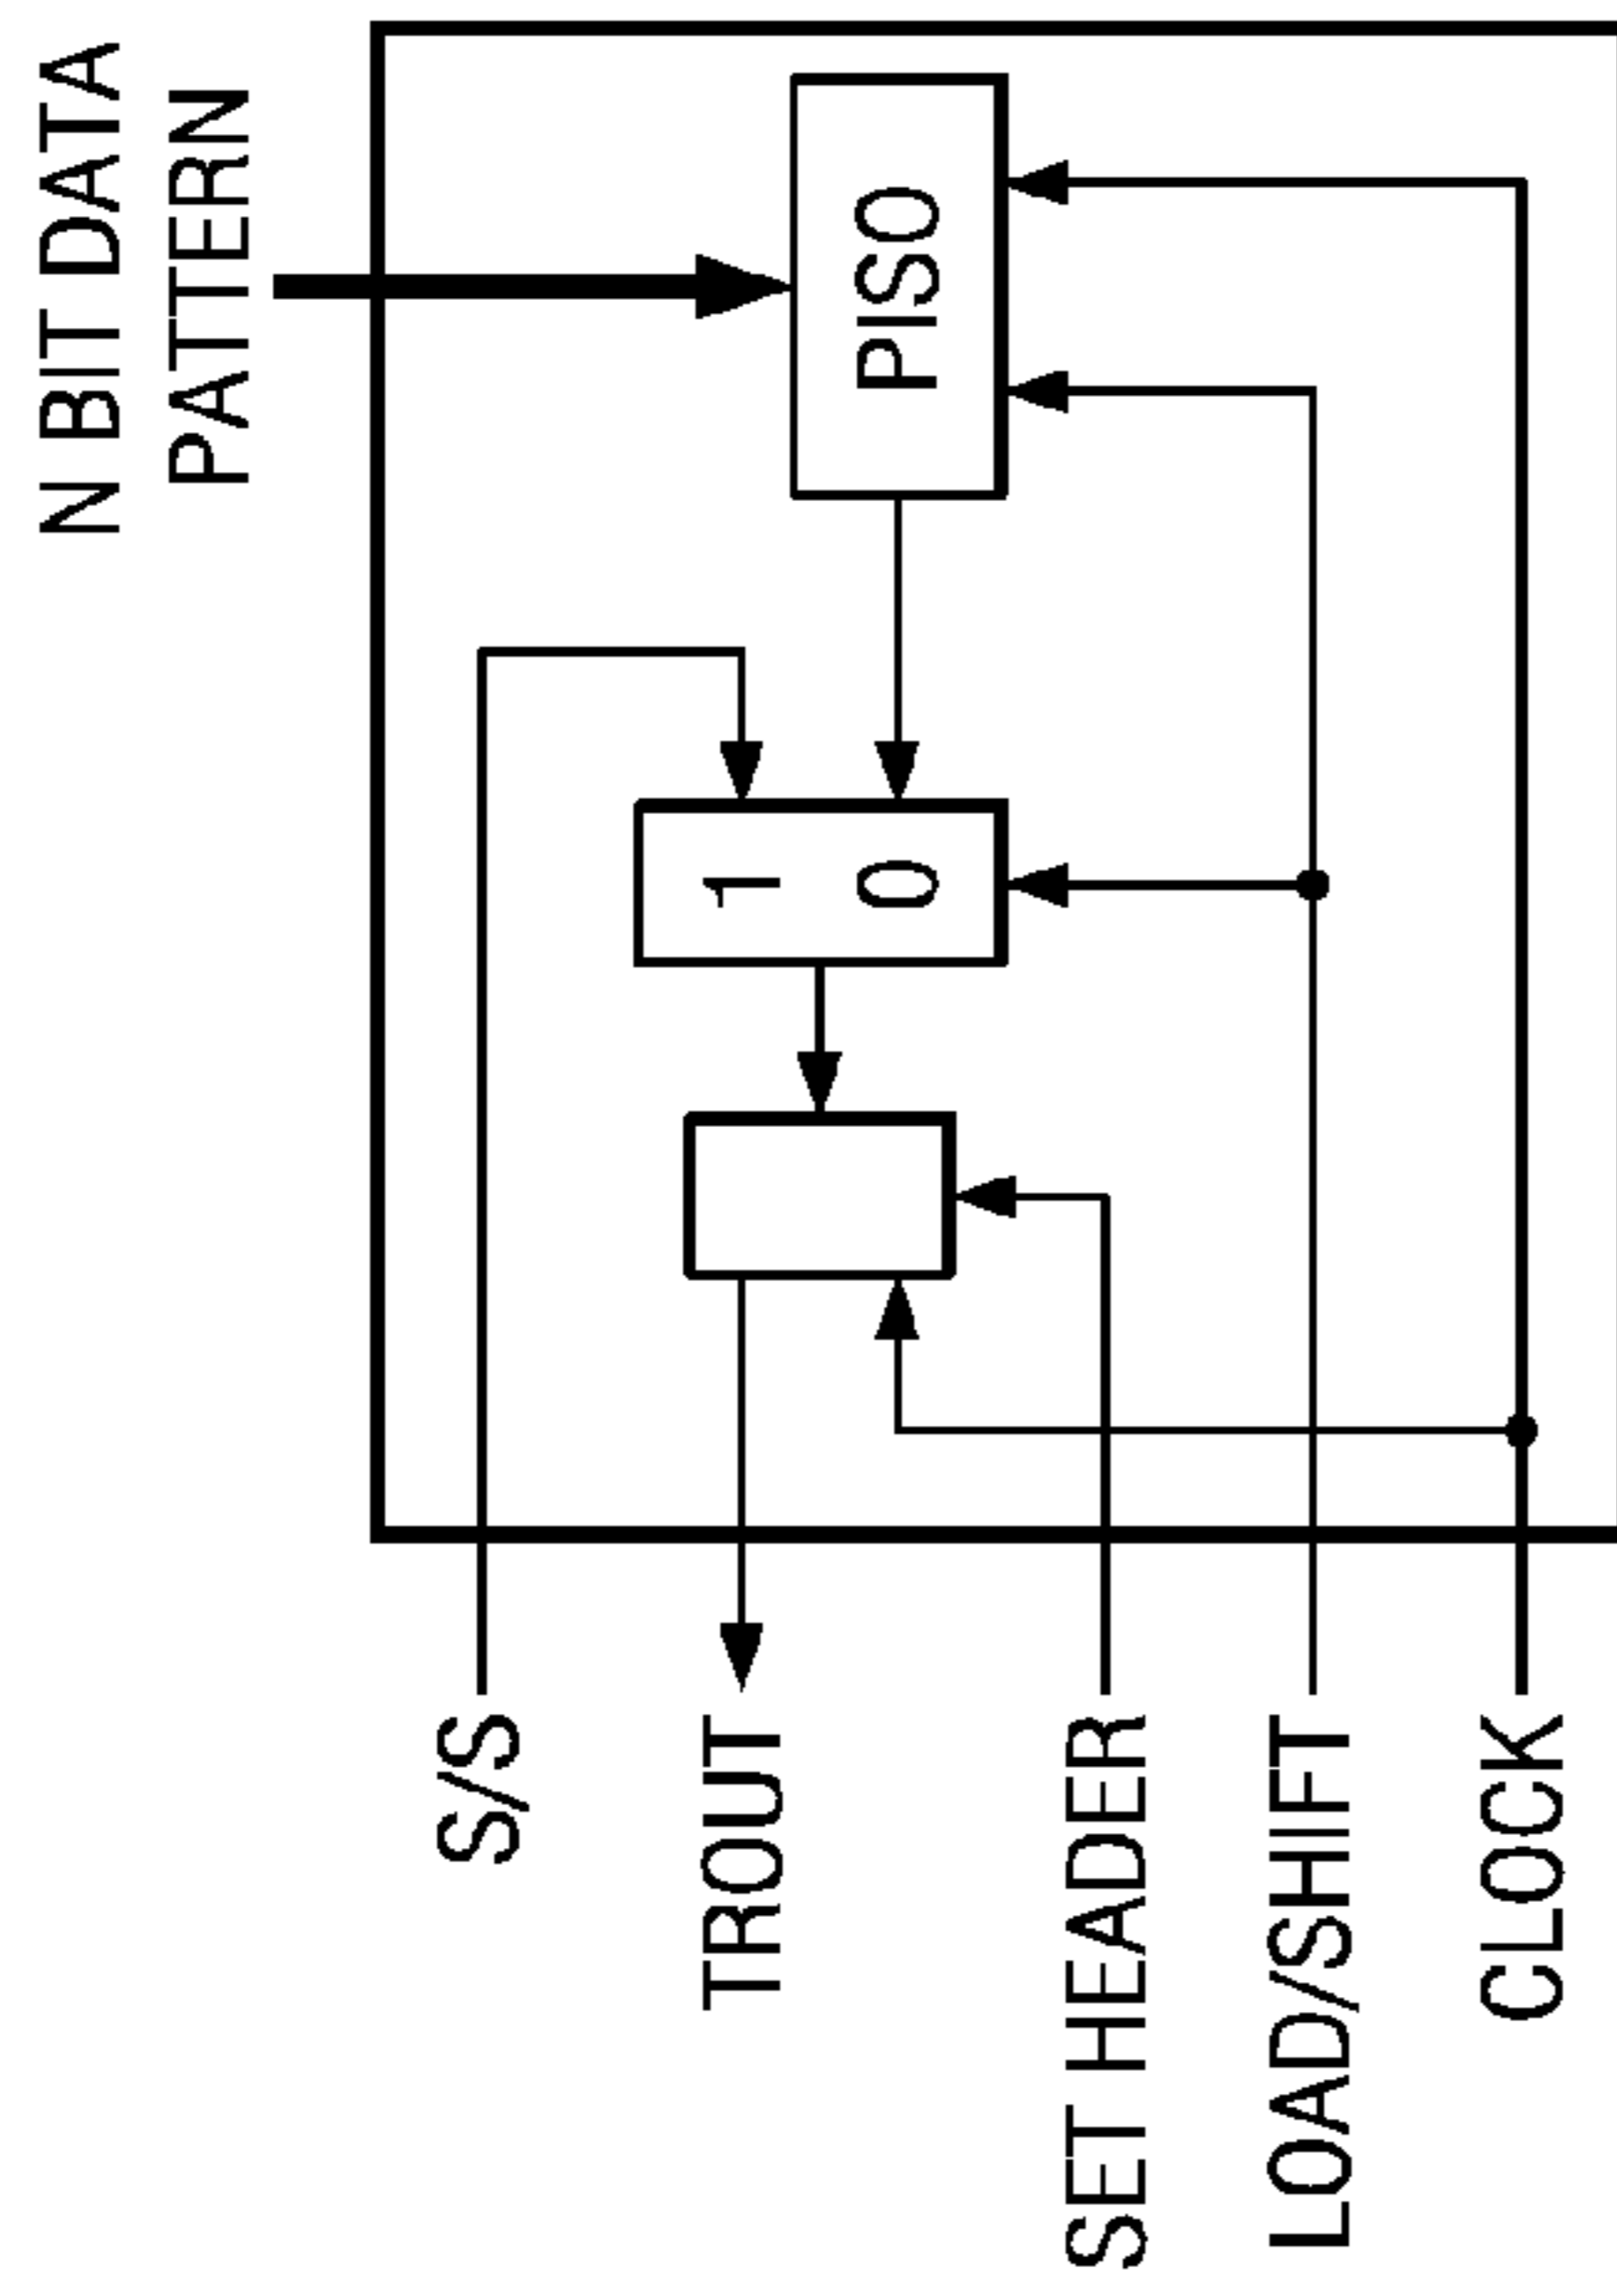 N BIT DATA
PATTERN
PISO
1
0
S/S
TROUT
SET HEADER
LOAD/SHIFT
CLOCK